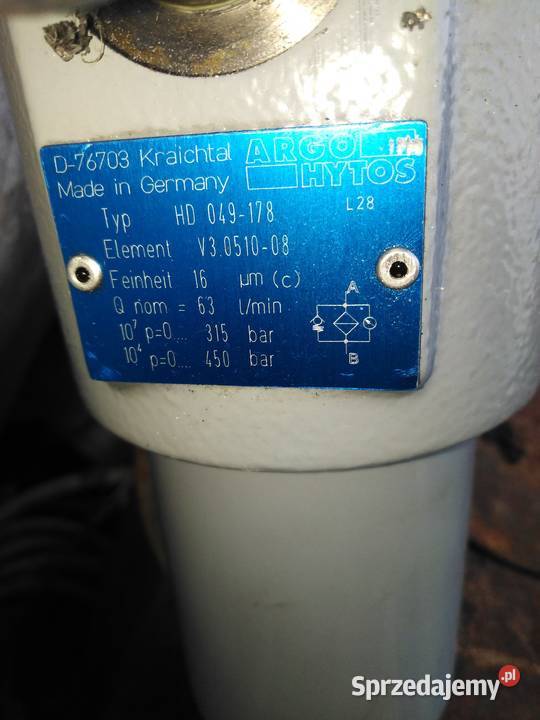 D-76703 Kraichtal
Made in Germany
ARGO
HYTOS
L28
Typ HD 049-178
Element V3.0510-08
Feinheit 16 µm (c)
Q nom = 63 l/min
10⁷ p=0.... 315 bar
10⁴ p=0.... 450 bar
A
B
Sprzedajemy.pl